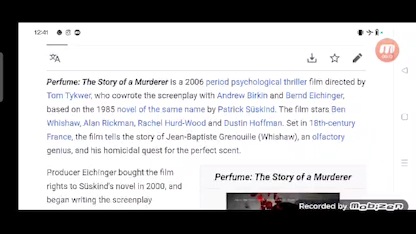 12:41
Perfume: The Story of a Murderer is a 2006 period psychological thriller film directed by
Tom Tykwer, who cowrote the screenplay with Andrew Birkin and Bernd Eichinger,
based on the 1985 novel of the same name by Patrick Süskind. The film stars Ben
Whishaw, Alan Rickman, Rachel Hurd-Wood and Dustin Hoffman. Set in 18th-century
France, the film tells the story of Jean-Baptiste Grenouille (Whishaw), an olfactory
genius, and his homicidal quest for the perfect scent.
Producer Eichinger bought the film
rights to Süskind's novel in 2000, and
began writing the screenplay
Perfume: The Story of a Murderer
Recorded by Mobizen